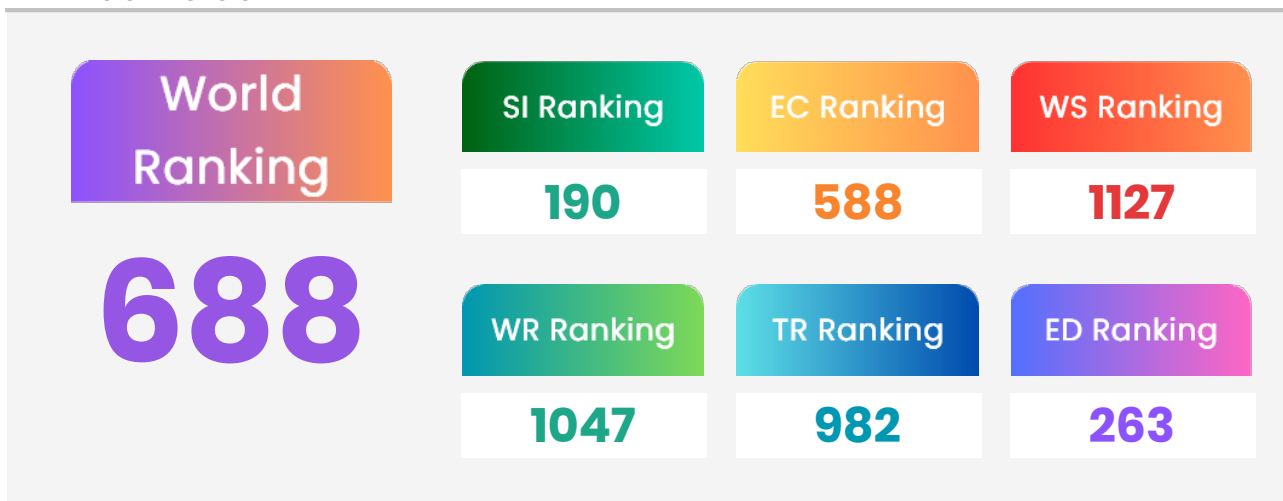 World
Ranking
688
SI Ranking
190
EC Ranking
588
WS Ranking
1127
WR Ranking
1047
TR Ranking
982
ED Ranking
263